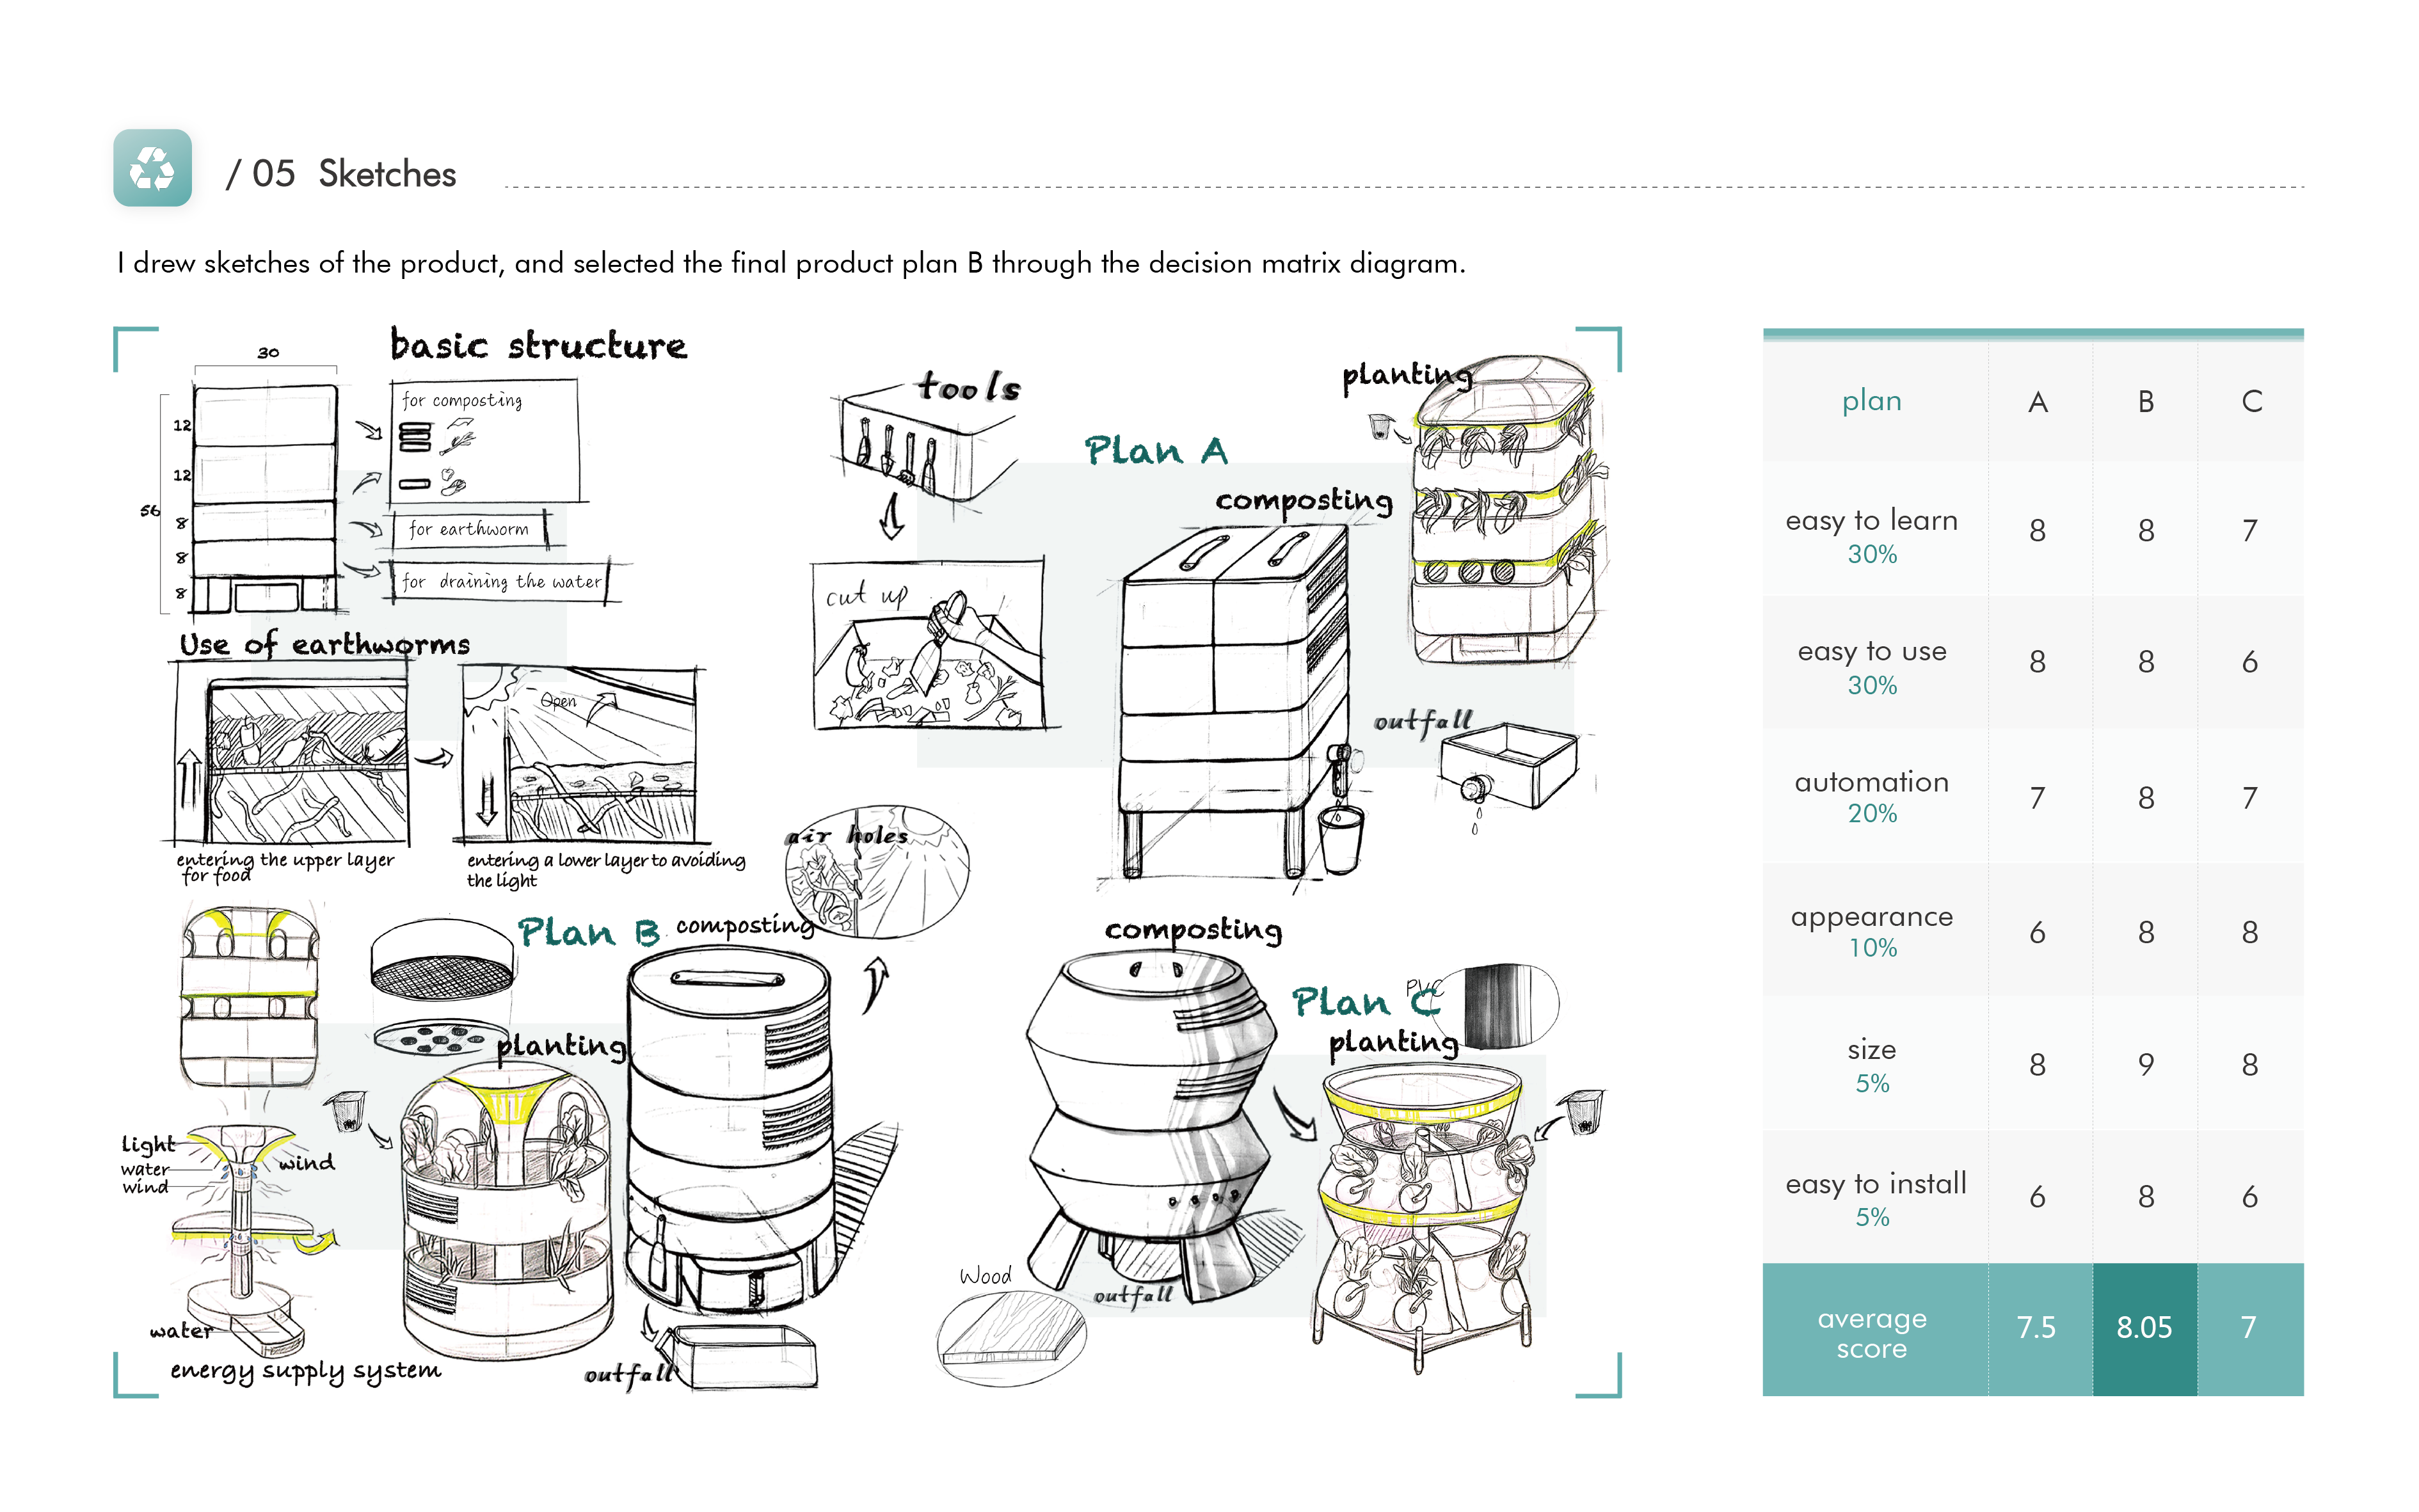 / 05 Sketches
I drew sketches of the product, and selected the final product plan B through the decision matrix diagram.
basic structure
30
12
12
56
8
8
8
for composting
for earthworm
for draining the water
Use of earthworms
Open
entering the upper layer
for food
entering a lower layer to avoiding
the light
tools
cut up
Plan A
planting
composting
outfall
air holes
Plan B
composting
planting
light
water
wind
wind
water
energy supply system
outfall
composting
Plan C
PVC
planting
Wood
outfall
plan A B C
easy to learn
30%
8 8 7
easy to use
30%
8 8 6
automation
20%
7 8 7
appearance
10%
6 8 8
size
5%
8 9 8
easy to install
5%
6 8 6
average
score
7.5 8.05 7